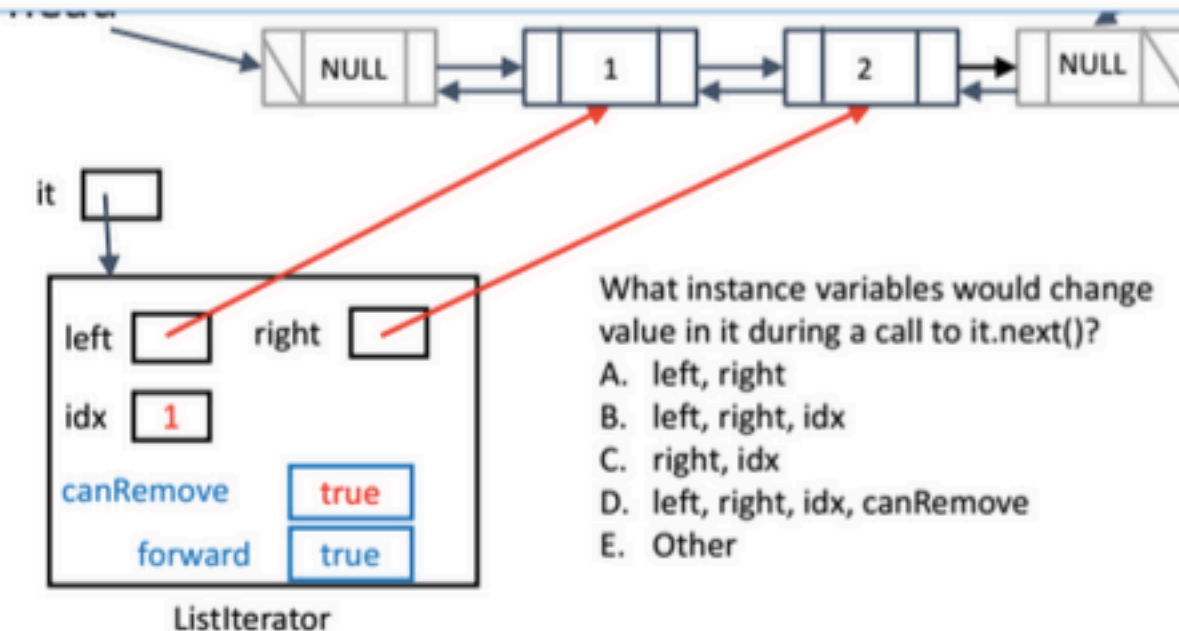 NULL 1 2 NULL
it
left right
idx 1
canRemove true
forward true
ListIterator
What instance variables would change
value in it during a call to it.next()?
A. left, right
B. left, right, idx
C. right, idx
D. left, right, idx, canRemove
E. Other